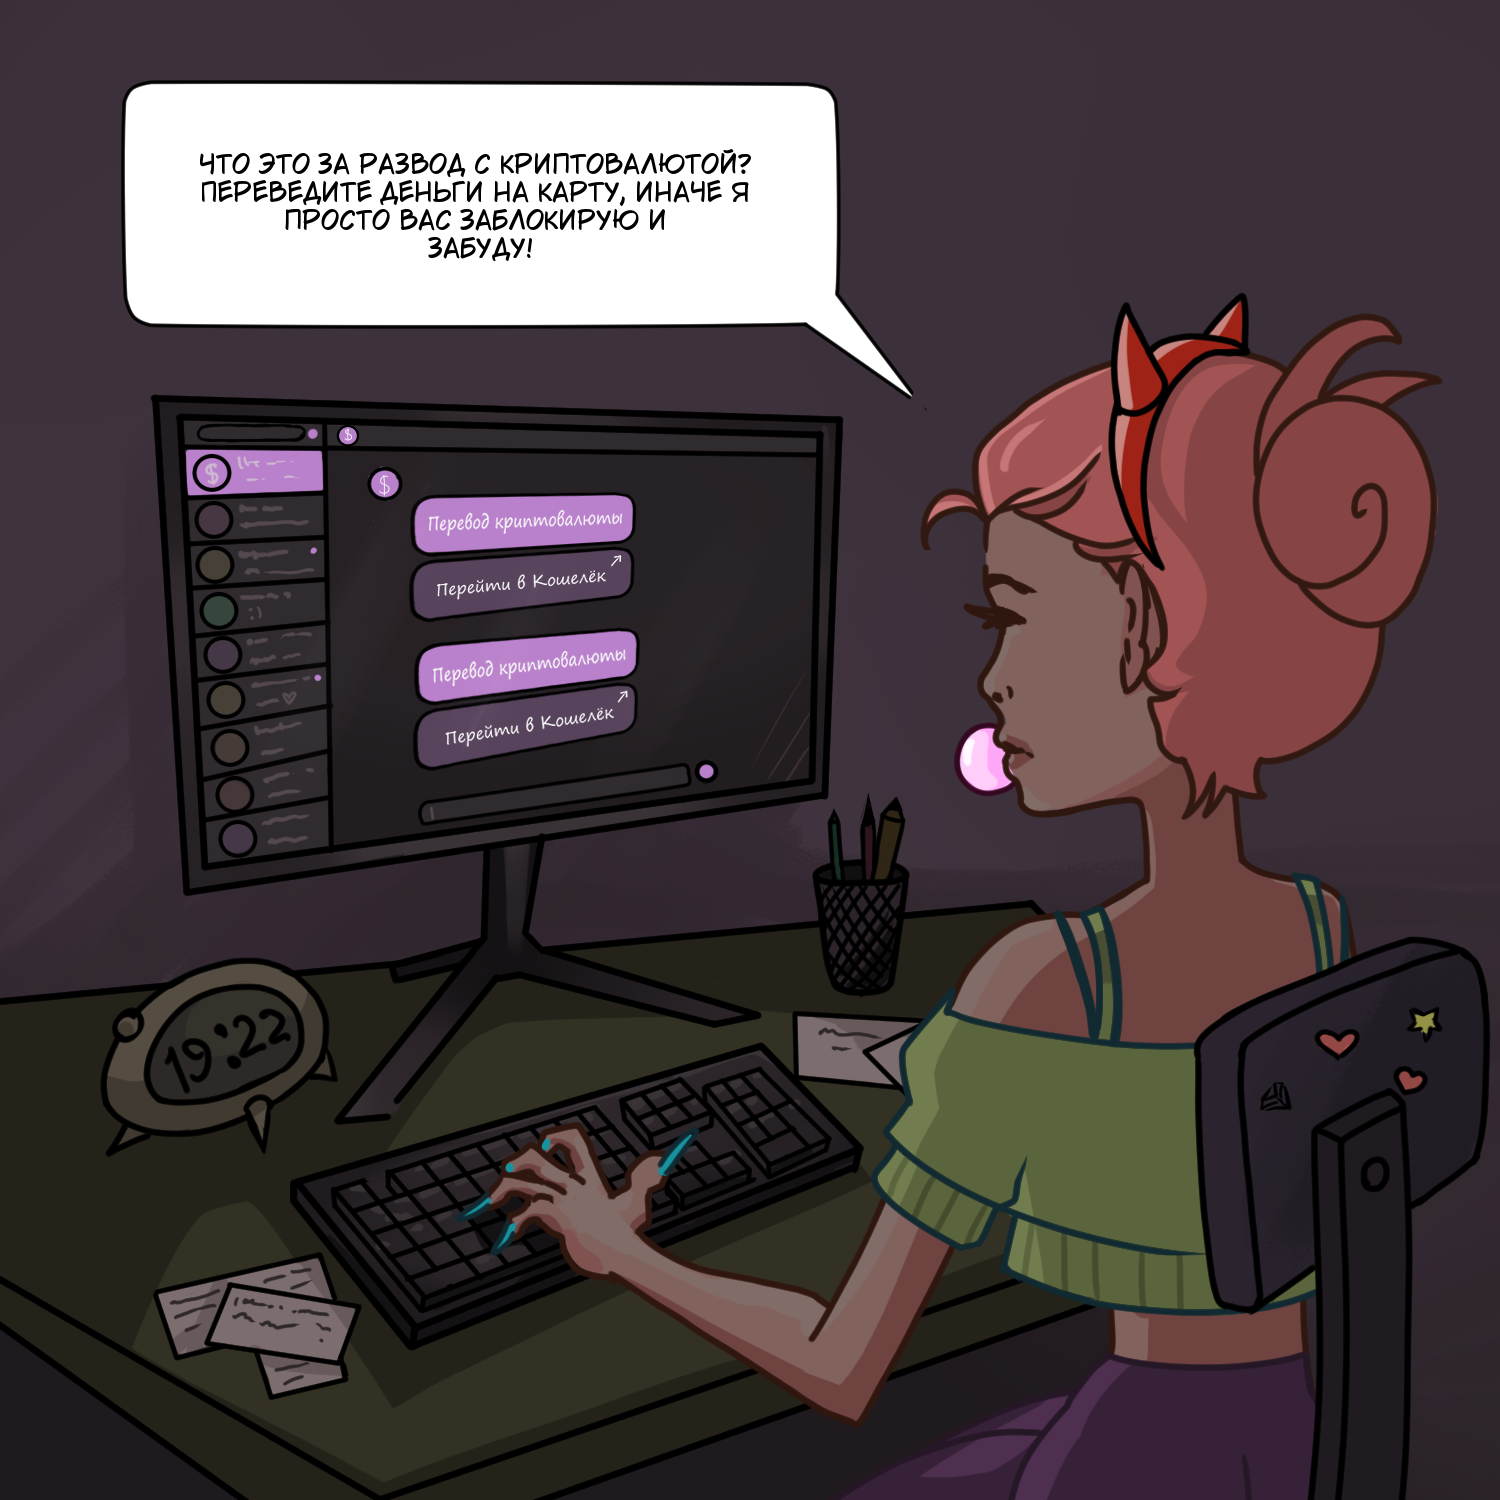 ЧТО ЭТО ЗА РАЗВОД С КРИПТОВАЛЮТОЙ?
ПЕРЕВЕДИТЕ ДЕНЬГИ НА КАРТУ, ИНАЧЕ Я
ПРОСТО ВАС ЗАБЛОКИРУЮ И
ЗАБУДУ!
$
$
$
Перевод криптовалюты
Перейти в Кошелёк
:)
Перевод криптовалюты
Перейти в Кошелёк
19:22